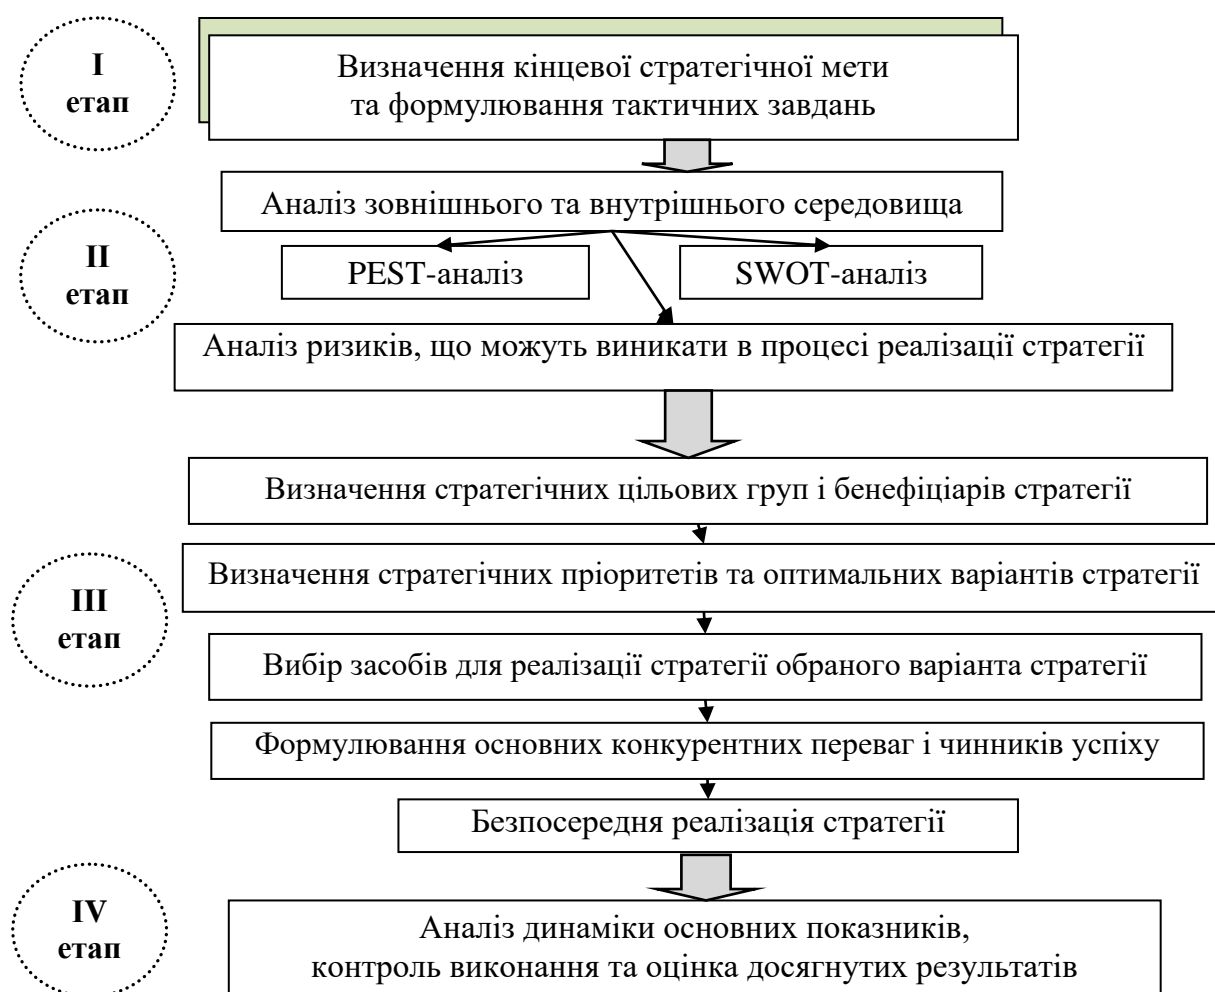 I
етап
Визначення кінцевої стратегічної мети
та формулювання тактичних завдань
Аналіз зовнішнього та внутрішнього середовища
II
етап
PEST-аналіз
SWOT-аналіз
Аналіз ризиків, що можуть виникати в процесі реалізації стратегії
Визначення стратегічних цільових груп і бенефіціарів стратегії
Визначення стратегічних пріоритетів та оптимальних варіантів стратегії
III
етап
Вибір засобів для реалізації стратегії обраного варіанта стратегії
Формулювання основних конкурентних переваг і чинників успіху
Безпосередня реалізація стратегії
IV
етап
Аналіз динаміки основних показників,
контроль виконання та оцінка досягнутих результатів